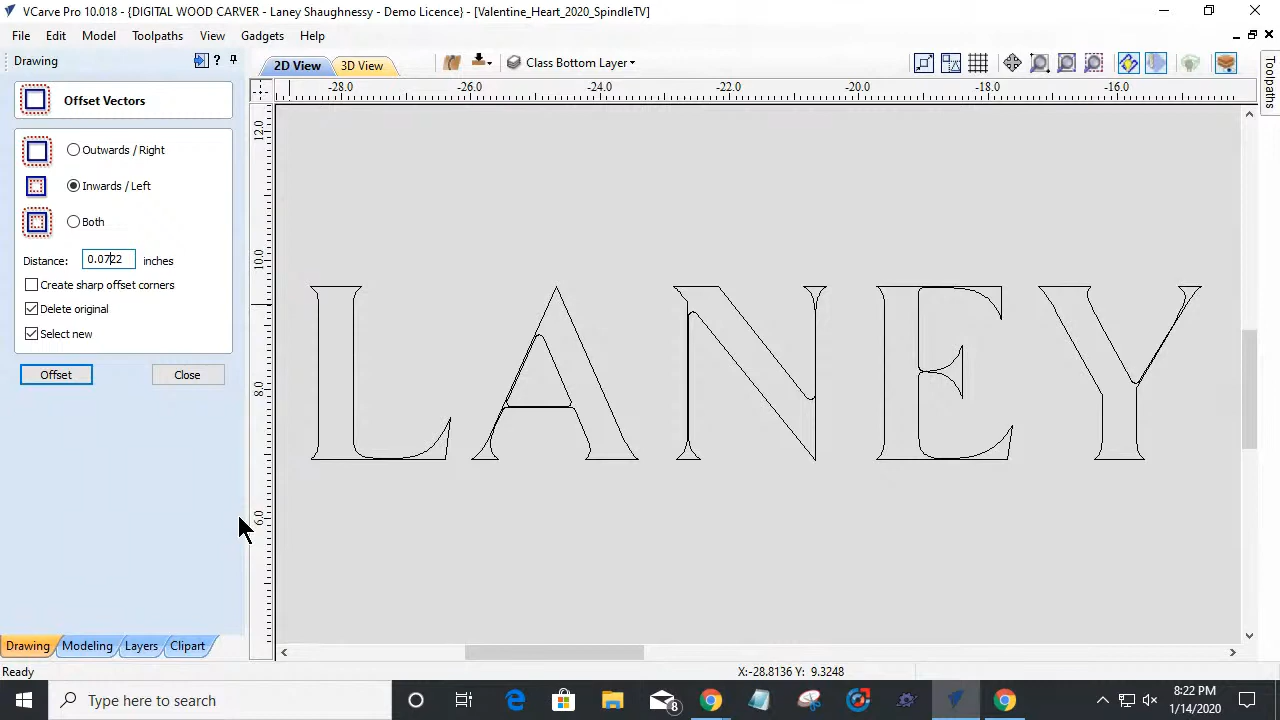 VCarve Pro 10.018 - {DIGITAL WOOD CARVER - Laney Shaughnessy - Demo Licence} - [Valentine_Heart_2020_SpindleTV]
File Edit Model Toolpaths View Gadgets Help
Drawing
2D View 3D View Class Bottom Layer
Toolpaths
Offset Vectors
-28.0 -26.0 -24.0 -22.0 -20.0 -18.0 -16.0
12.0
10.0
8.0
6.0
Outwards / Right
Inwards / Left
Both
Distance: 0.0722 inches
Create sharp offset corners
Delete original
Select new
Offset Close
LANEY
Drawing Modeling Layers Clipart
Ready X:-28.8136 Y: 9.3248
Type here to search
8
8:22 PM
1/14/2020